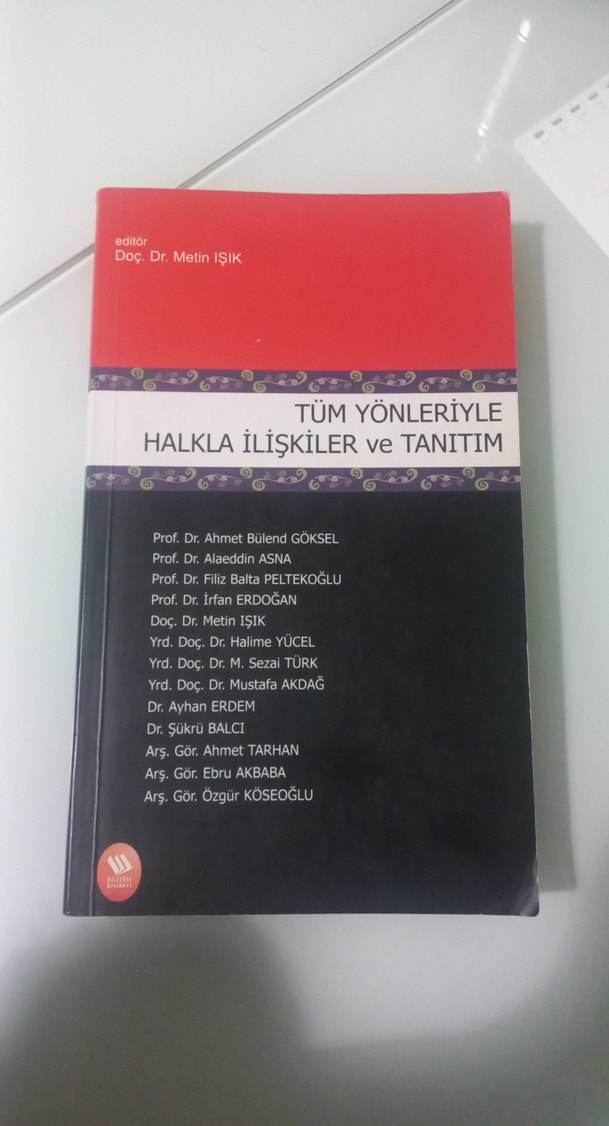 editör
Doç. Dr. Metin IŞIK
TÜM YÖNLERİYLE
HALKLA İLİŞKİLER ve TANITIM
Prof. Dr. Ahmet Bülend GÖKSEL
Prof. Dr. Alaeddin ASNA
Prof. Dr. Filiz Balta PELTEKOĞLU
Prof. Dr. İrfan ERDOĞAN
Doç. Dr. Metin IŞIK
Yrd. Doç. Dr. Halime YÜCEL
Yrd. Doç. Dr. M. Sezai TÜRK
Yrd. Doç. Dr. Mustafa AKDAĞ
Dr. Ayhan ERDEM
Dr. Şükrü BALCI
Arş. Gör. Ahmet TARHAN
Arş. Gör. Ebru AKBABA
Arş. Gör. Özgür KÖSEOĞLU
EĞİTİM
kitabevi